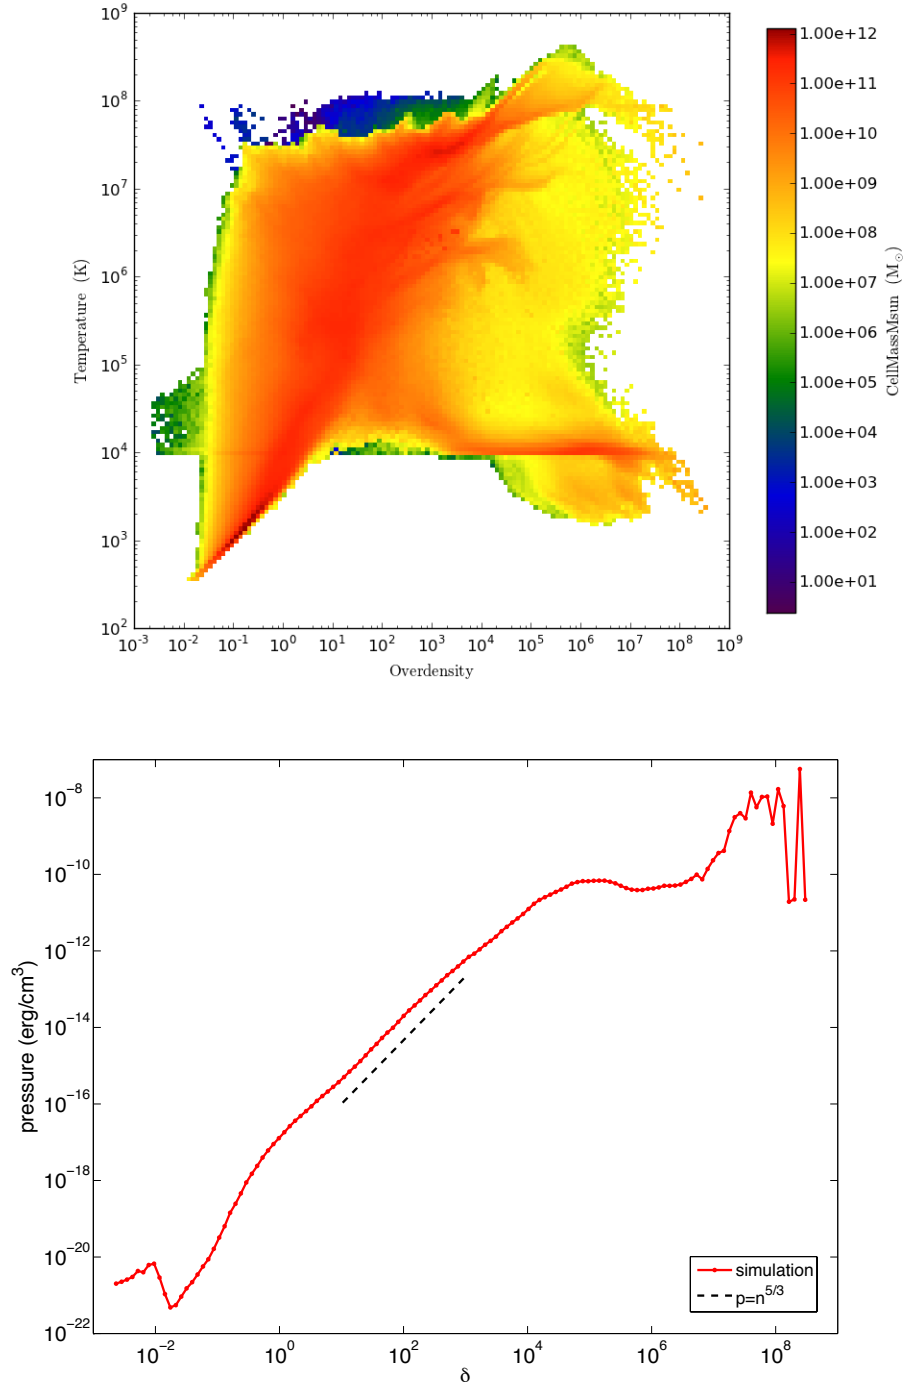 10^9
10^8
10^7
10^6
10^5
10^4
10^3
10^2
Temperature (K)
10^-3 10^-2 10^-1 10^0 10^1 10^2 10^3 10^4 10^5 10^6 10^7 10^8 10^9
Overdensity
1.00e+12
1.00e+11
1.00e+10
1.00e+09
1.00e+08
1.00e+07
1.00e+06
1.00e+05
1.00e+04
1.00e+03
1.00e+02
1.00e+01
CellMassMsun (M☉)
10^-8
10^-10
10^-12
10^-14
10^-16
10^-18
10^-20
10^-22
pressure (erg/cm^3)
simulation
p=n^5/3
10^-2 10^0 10^2 10^4 10^6 10^8
δ